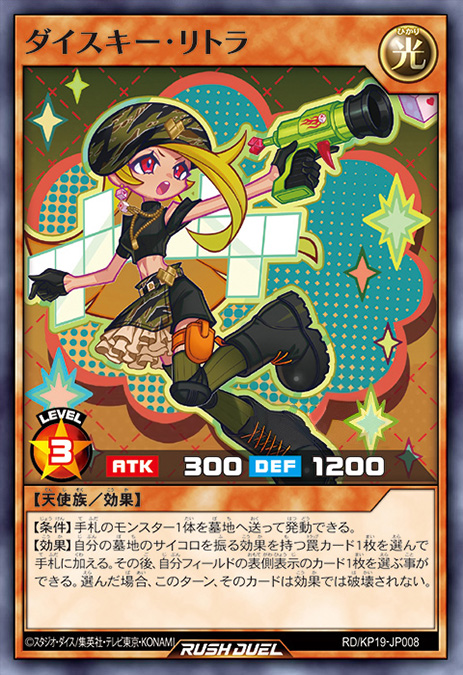 ダイスキー・リトラ
ひかり
光
LEVEL
3
ATK 300 DEF 1200
【天使族／効果】
【条件】手札のモンスター1体を墓地へ送って発動できる。
【効果】自分の墓地のサイコロを振る効果を持つ罠カード1枚を選んで
手札に加える。その後、自分フィールドの表側表示のカード1枚を選ぶ事が
できる。選んだ場合、このターン、そのカードは効果では破壊されない。
©スタジオ・ダイス/集英社・テレビ東京・KONAMI
RUSH DUEL
RD/KP19-JP008